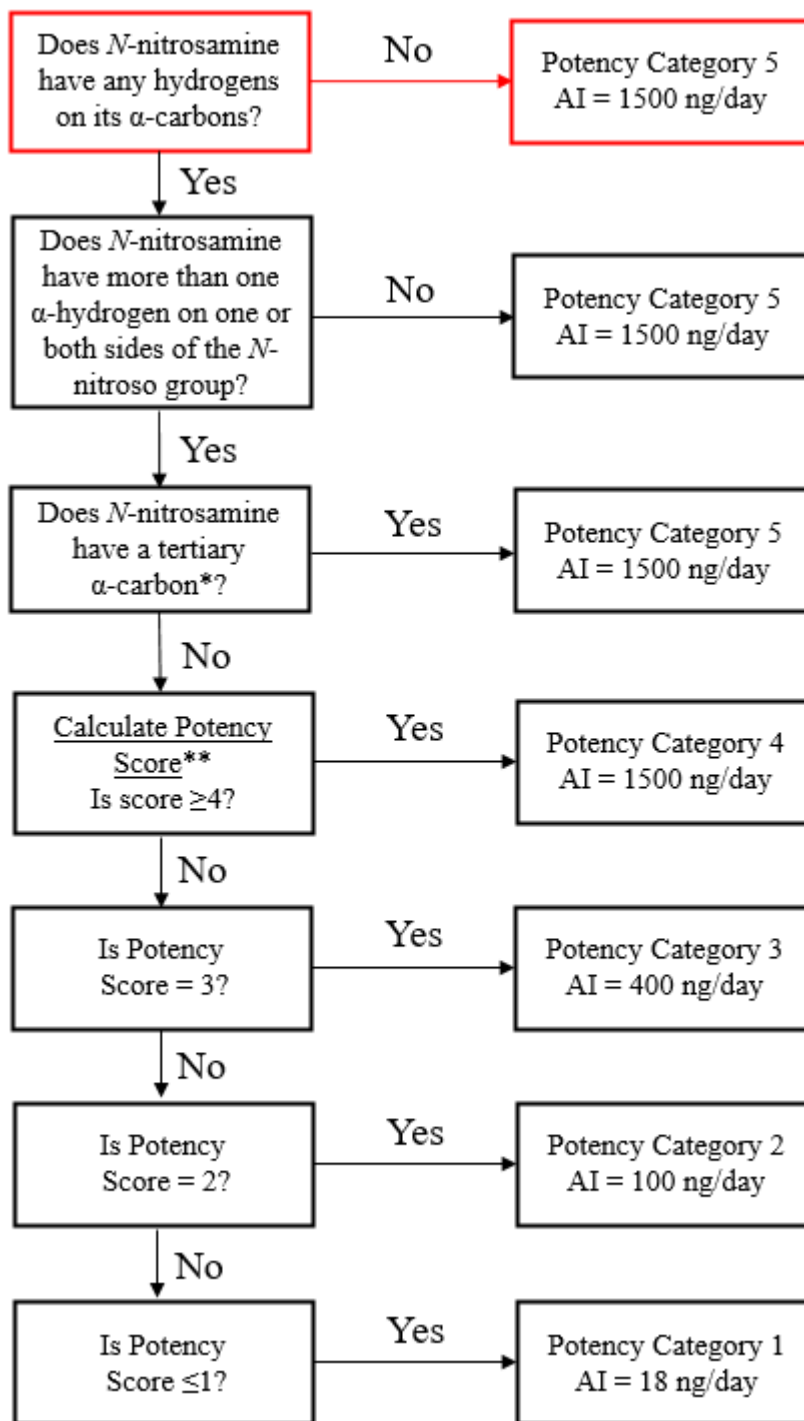 Does N-nitrosamine
have any hydrogens
on its α-carbons?
No
Potency Category 5
AI = 1500 ng/day
Yes
Does N-nitrosamine
have more than one
α-hydrogen on one or
both sides of the N-
nitroso group?
No
Potency Category 5
AI = 1500 ng/day
Yes
Does N-nitrosamine
have a tertiary
α-carbon*?
Yes
Potency Category 5
AI = 1500 ng/day
No
Calculate Potency
Score**
Is score ≥4?
Yes
Potency Category 4
AI = 1500 ng/day
No
Is Potency
Score = 3?
Yes
Potency Category 3
AI = 400 ng/day
No
Is Potency
Score = 2?
Yes
Potency Category 2
AI = 100 ng/day
No
Is Potency
Score ≤1?
Yes
Potency Category 1
AI = 18 ng/day